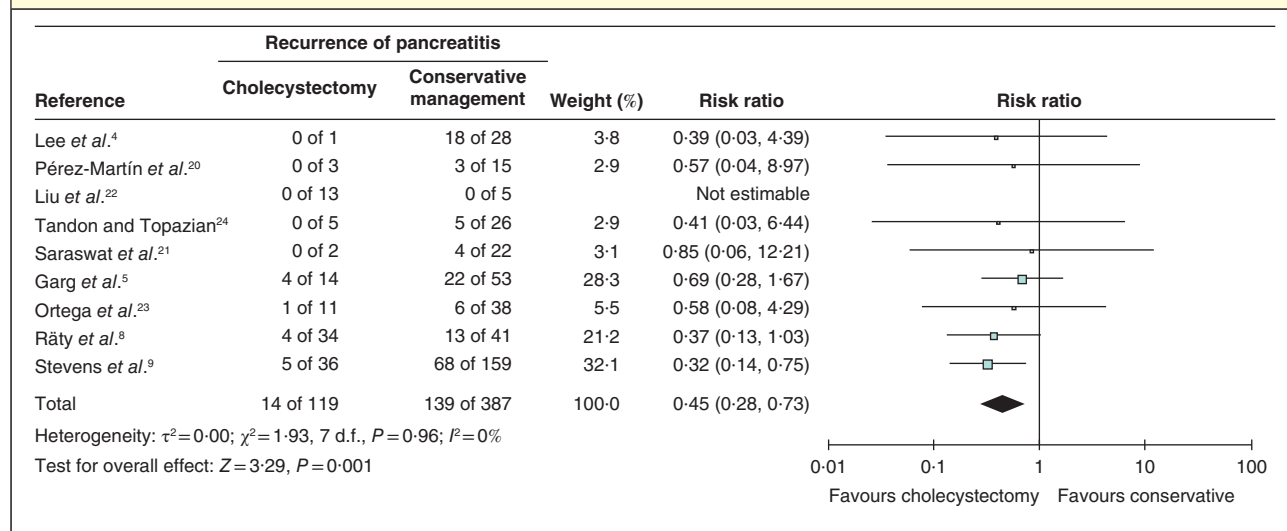 Recurrence of pancreatitis
Reference Cholecystectomy Conservative management Weight (%) Risk ratio Risk ratio
Lee et al.⁴ 0 of 1 18 of 28 3·8 0·39 (0·03, 4·39)
Pérez-Martín et al.²⁰ 0 of 3 3 of 15 2·9 0·57 (0·04, 8·97)
Liu et al.²² 0 of 13 0 of 5 Not estimable
Tandon and Topazian²⁴ 0 of 5 5 of 26 2·9 0·41 (0·03, 6·44)
Saraswat et al.²¹ 0 of 2 4 of 22 3·1 0·85 (0·06, 12·21)
Garg et al.⁵ 4 of 14 22 of 53 28·3 0·69 (0·28, 1·67)
Ortega et al.²³ 1 of 11 6 of 38 5·5 0·58 (0·08, 4·29)
Räty et al.⁸ 4 of 34 13 of 41 21·2 0·37 (0·13, 1·03)
Stevens et al.⁹ 5 of 36 68 of 159 32·1 0·32 (0·14, 0·75)
Total 14 of 119 139 of 387 100·0 0·45 (0·28, 0·73)
Heterogeneity: τ²=0·00; χ²=1·93, 7 d.f., P=0·96; I²=0%
Test for overall effect: Z=3·29, P=0·001
0·01 0·1 1 10 100
Favours cholecystectomy Favours conservative